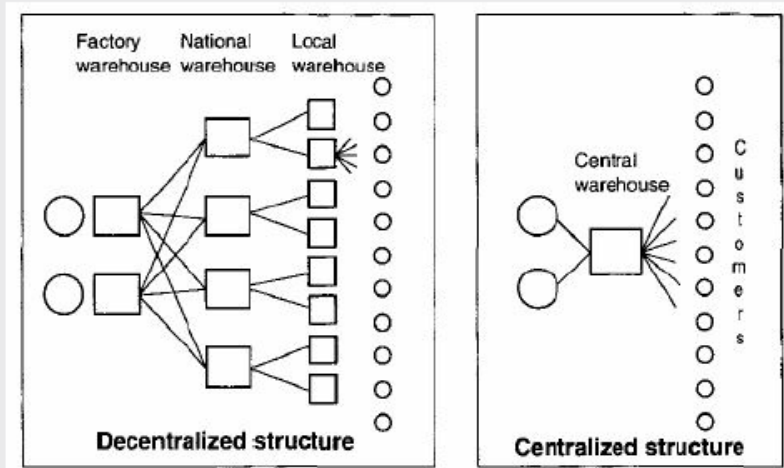 Factory National Local
warehouse warehouse warehouse
Decentralized structure
Central
warehouse
Customers
Centralized structure